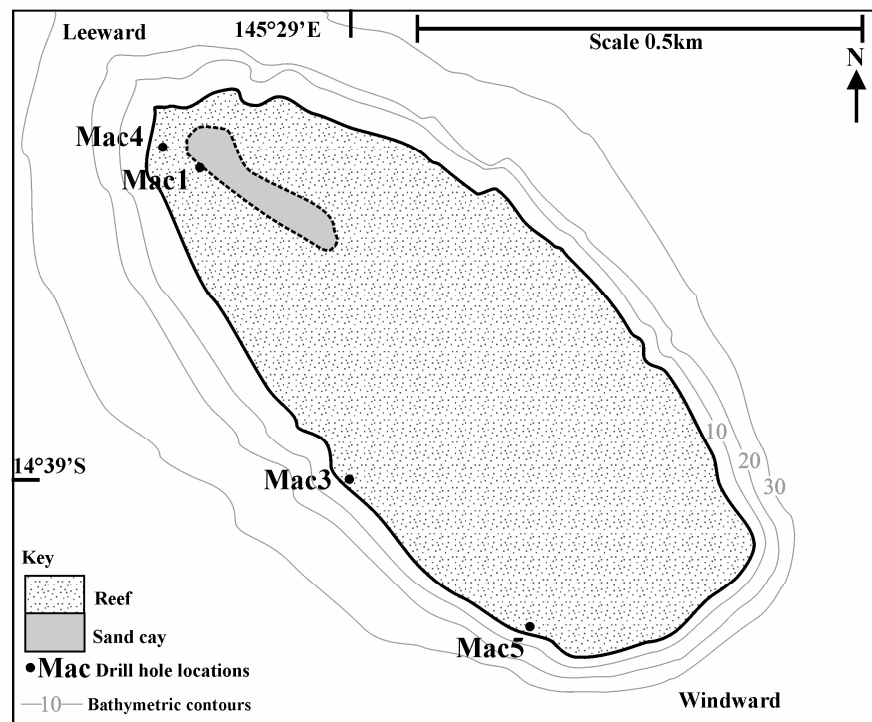 Leeward
145°29'E
Scale 0.5km
N
Mac4
Mac1
10
20
30
14°39'S
Mac3
Key
Reef
Sand cay
Mac Drill hole locations
10 Bathymetric contours
Mac5
Windward